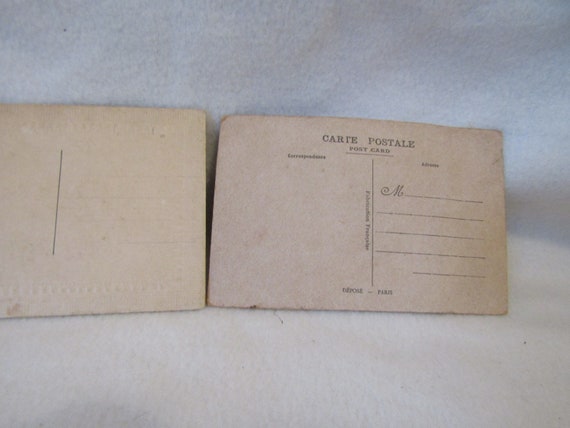 CARTE POSTALE
POST CARD
Correspondance
Adresse
M
Fabrication Française
DÉPOSÉ — PARIS